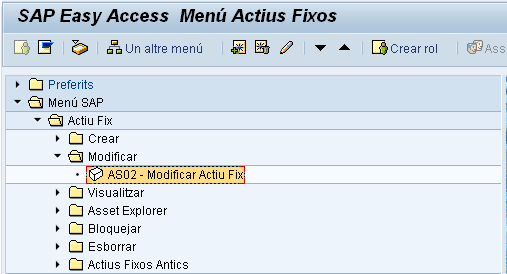 SAP Easy Access Menú Actius Fixos
Un altre menú Crear rol Ass
Preferits
Menú SAP
Actiu Fix
Crear
Modificar
AS02 - Modificar Actiu Fix
Visualitzar
Asset Explorer
Bloquejar
Esborrar
Actius Fixos Antics